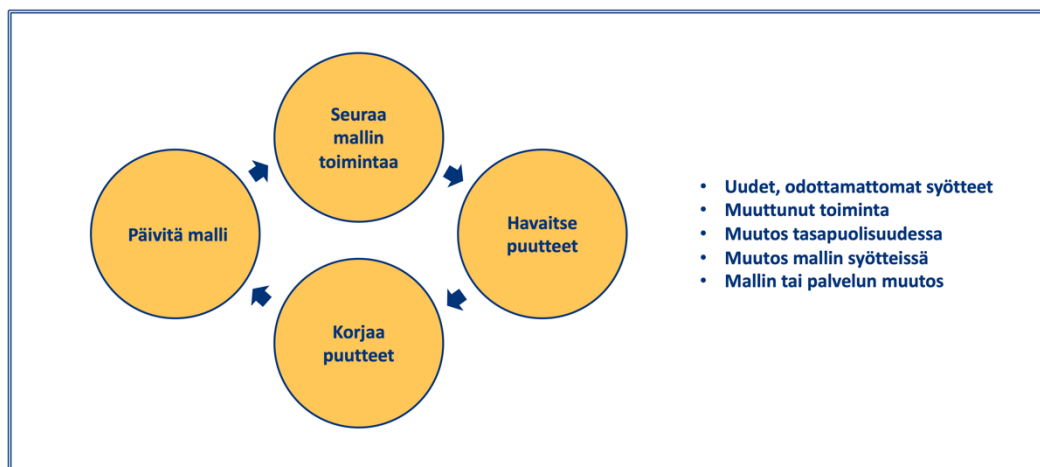 Seuraa
mallin
toimintaa
Havaitse
puutteet
Korjaa
puutteet
Päivitä malli
• Uudet, odottamattomat syötteet
• Muuttunut toiminta
• Muutos tasapuolisuudessa
• Muutos mallin syötteissä
• Mallin tai palvelun muutos